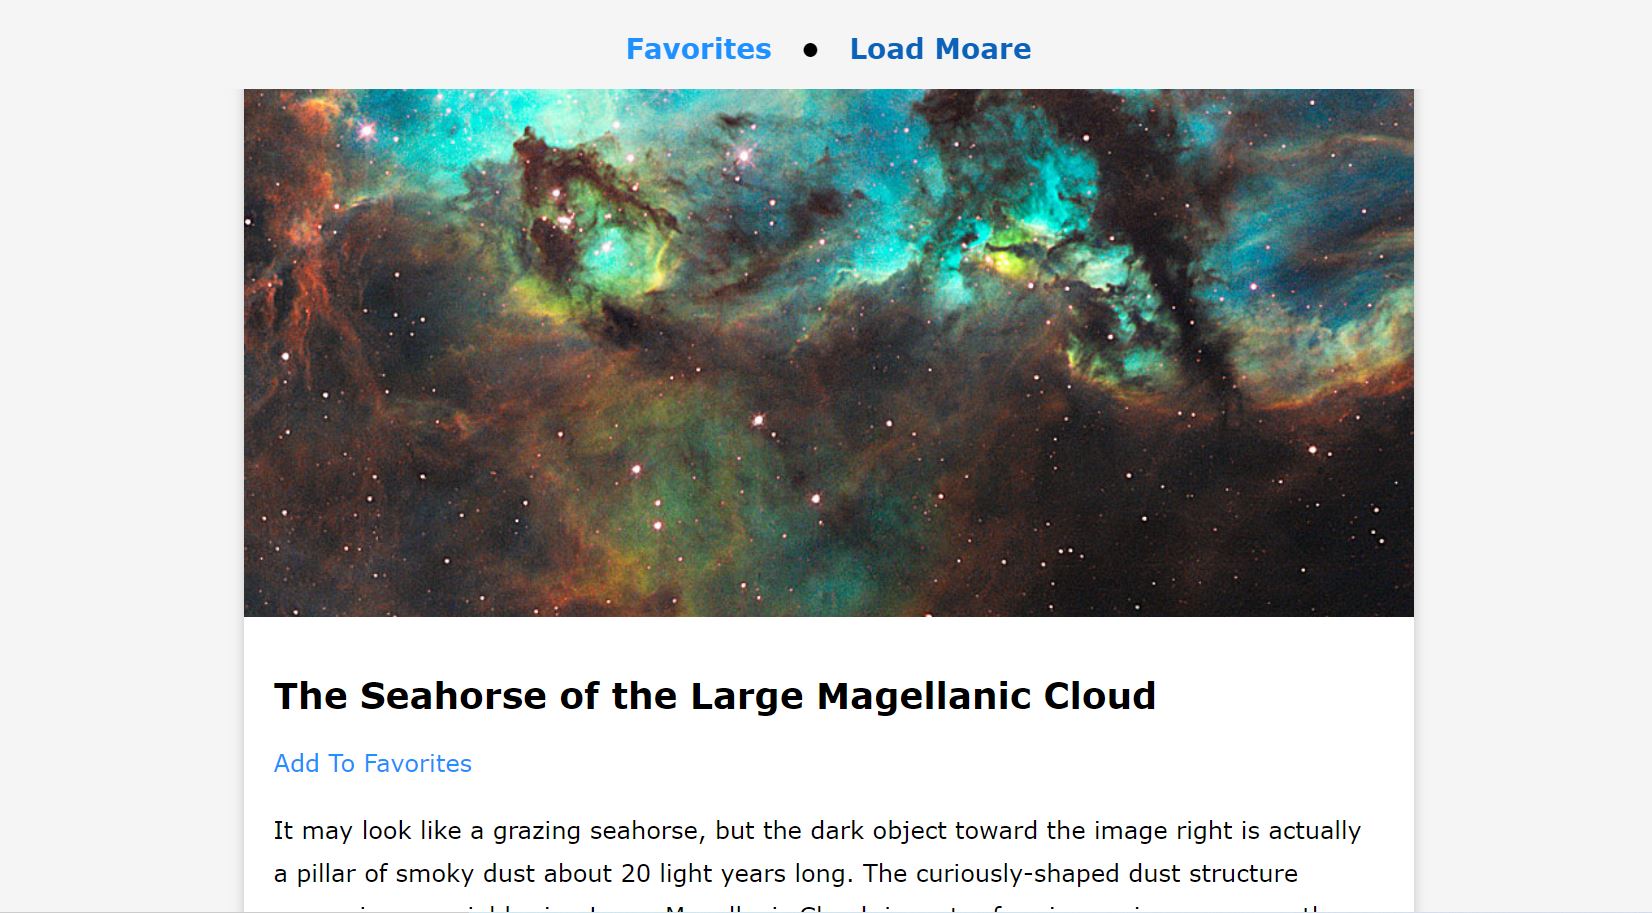 Favorites ● Load Moare
The Seahorse of the Large Magellanic Cloud
Add To Favorites
It may look like a grazing seahorse, but the dark object toward the image right is actually
a pillar of smoky dust about 20 light years long. The curiously-shaped dust structure